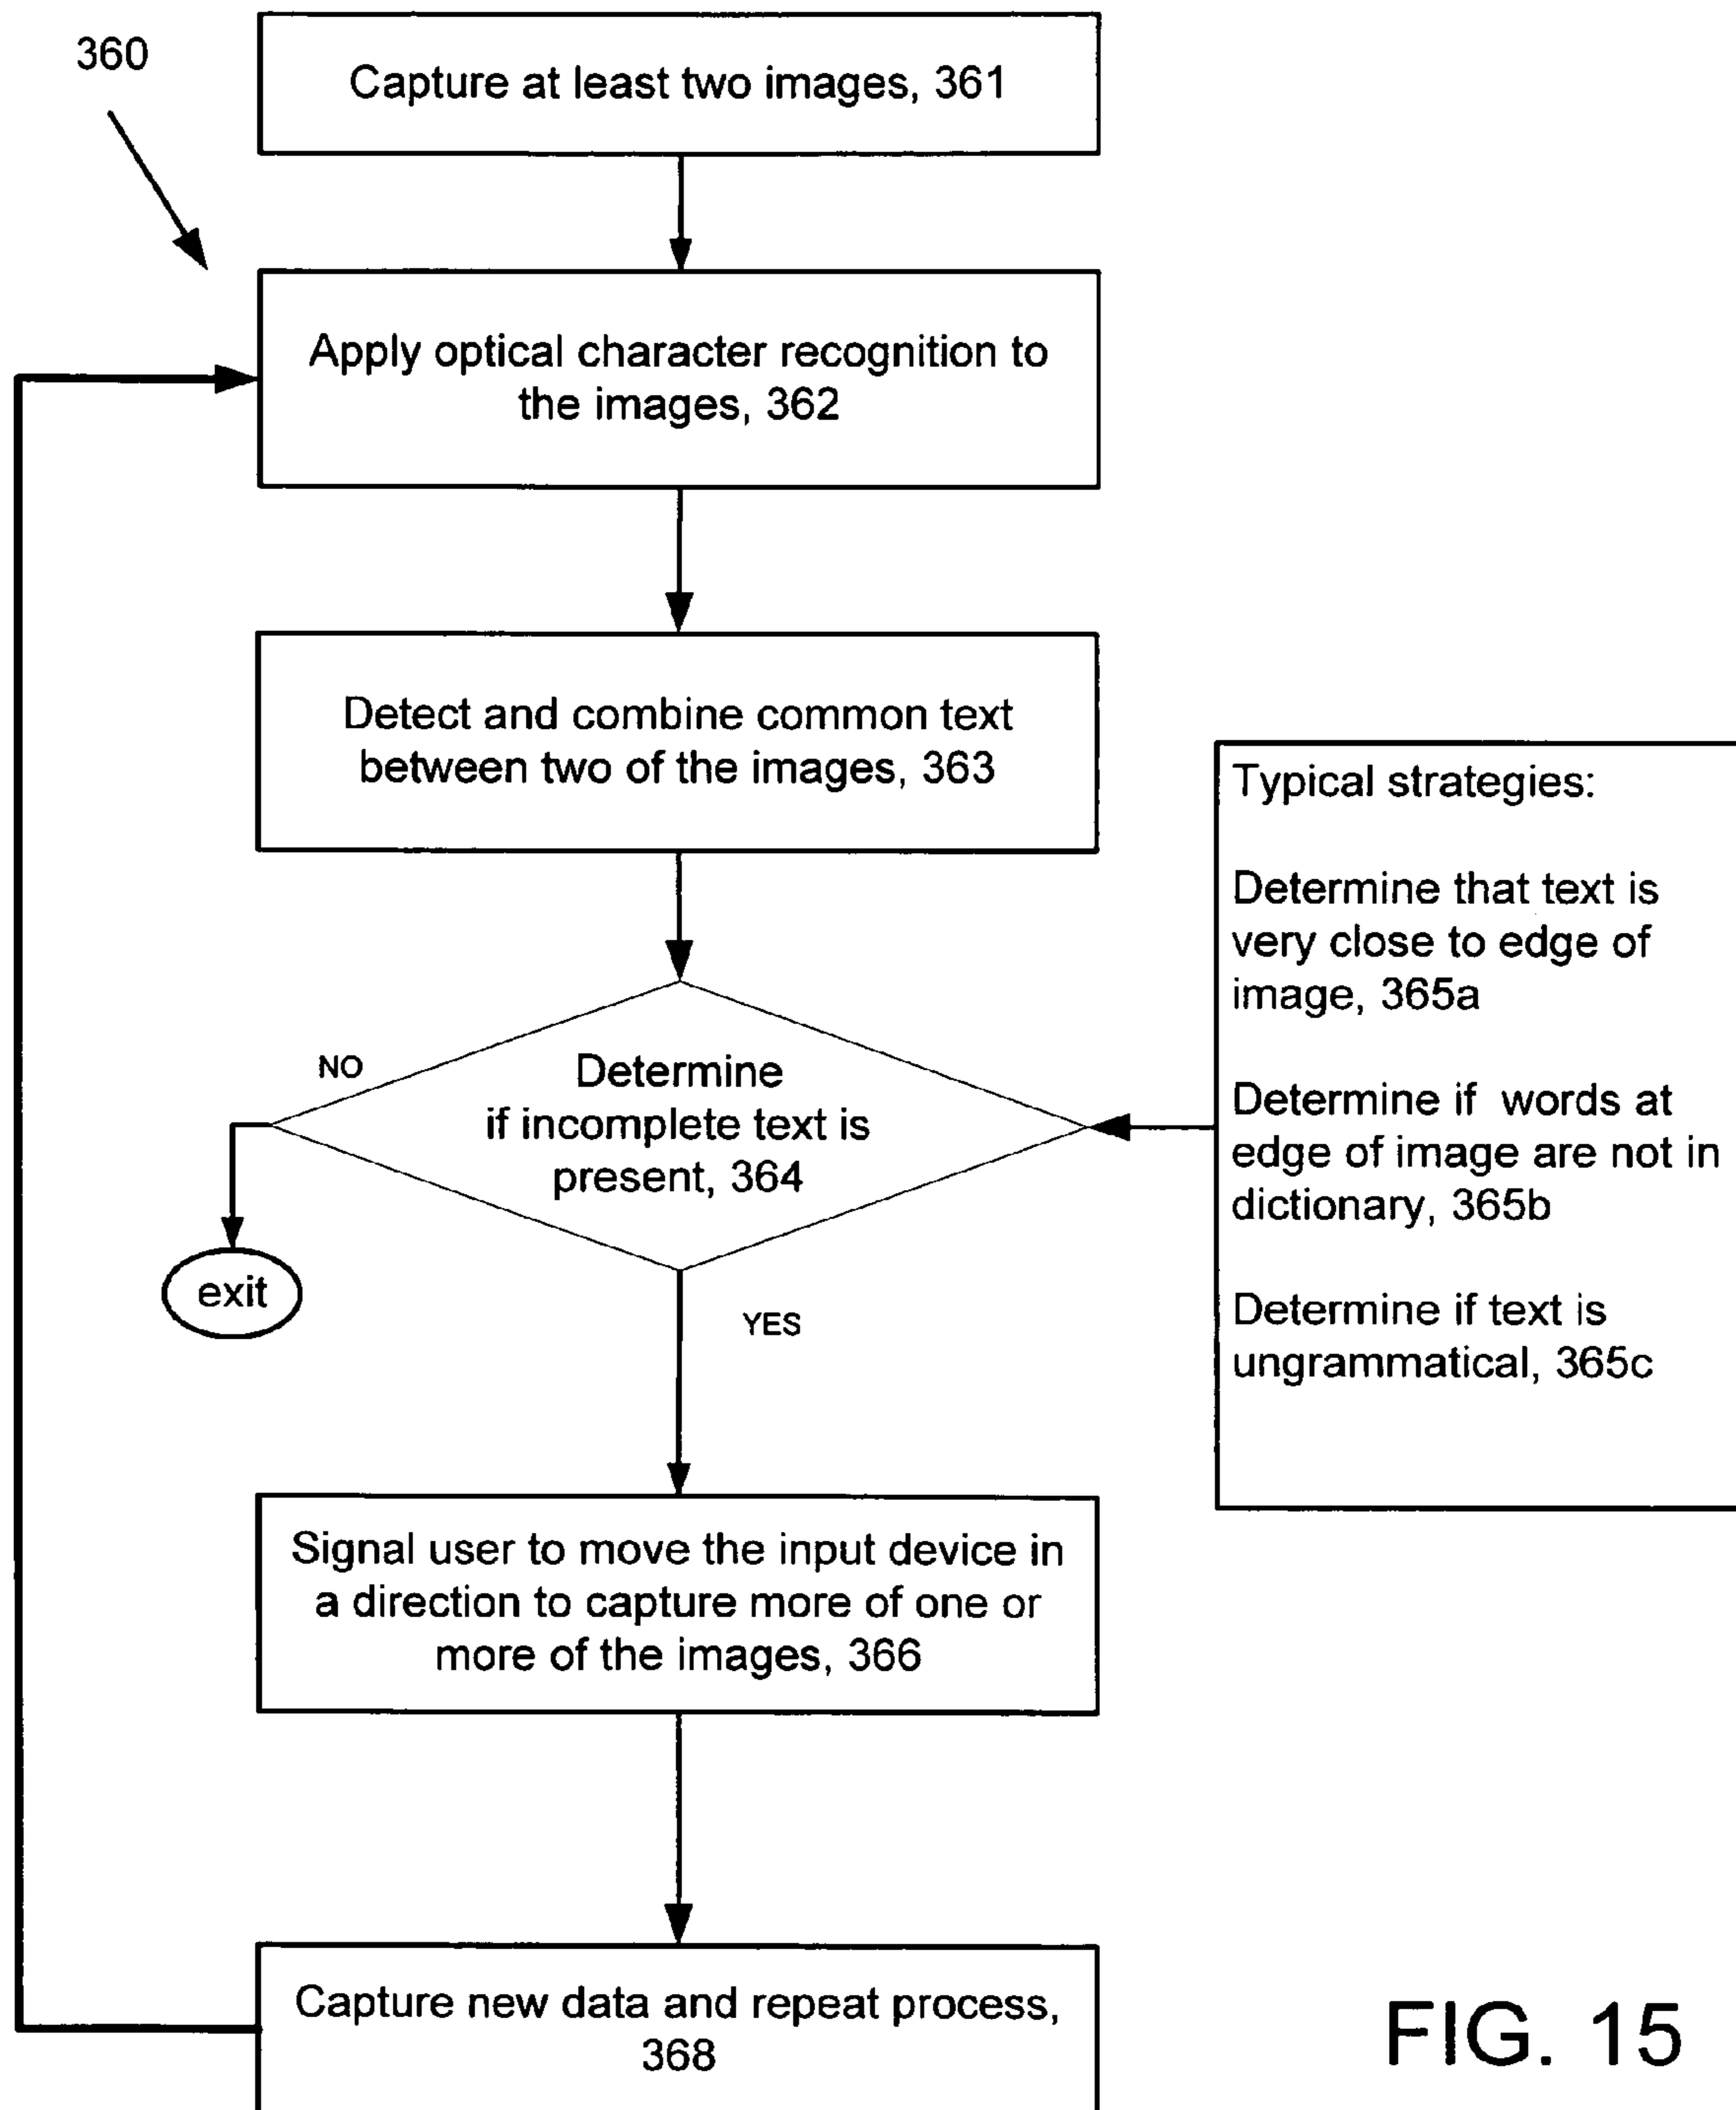 360
Capture at least two images, 361
Apply optical character recognition to
the images, 362
Detect and combine common text
between two of the images, 363
Typical strategies:
Determine that text is
very close to edge of
image, 365a
Determine if words at
edge of image are not in
dictionary, 365b
Determine if text is
ungrammatical, 365c
NO
Determine
if incomplete text is
present, 364
exit
YES
Signal user to move the input device in
a direction to capture more of one or
more of the images, 366
Capture new data and repeat process,
368
FIG. 15